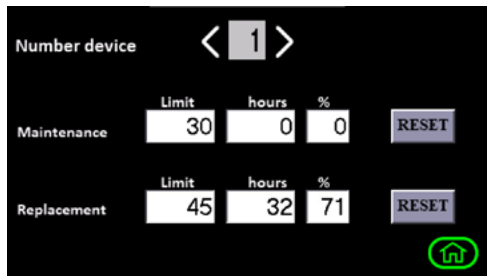 Number device < 1 >
Limit hours %
Maintenance 30 0 0 RESET
Limit hours %
Replacement 45 32 71 RESET